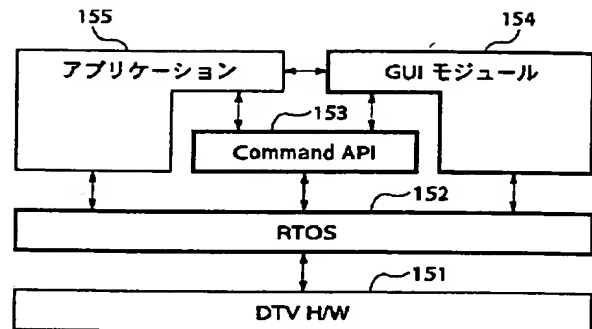 155
154
アプリケーション
GUI モジュール
153
Command API
152
RTOS
151
DTV H/W